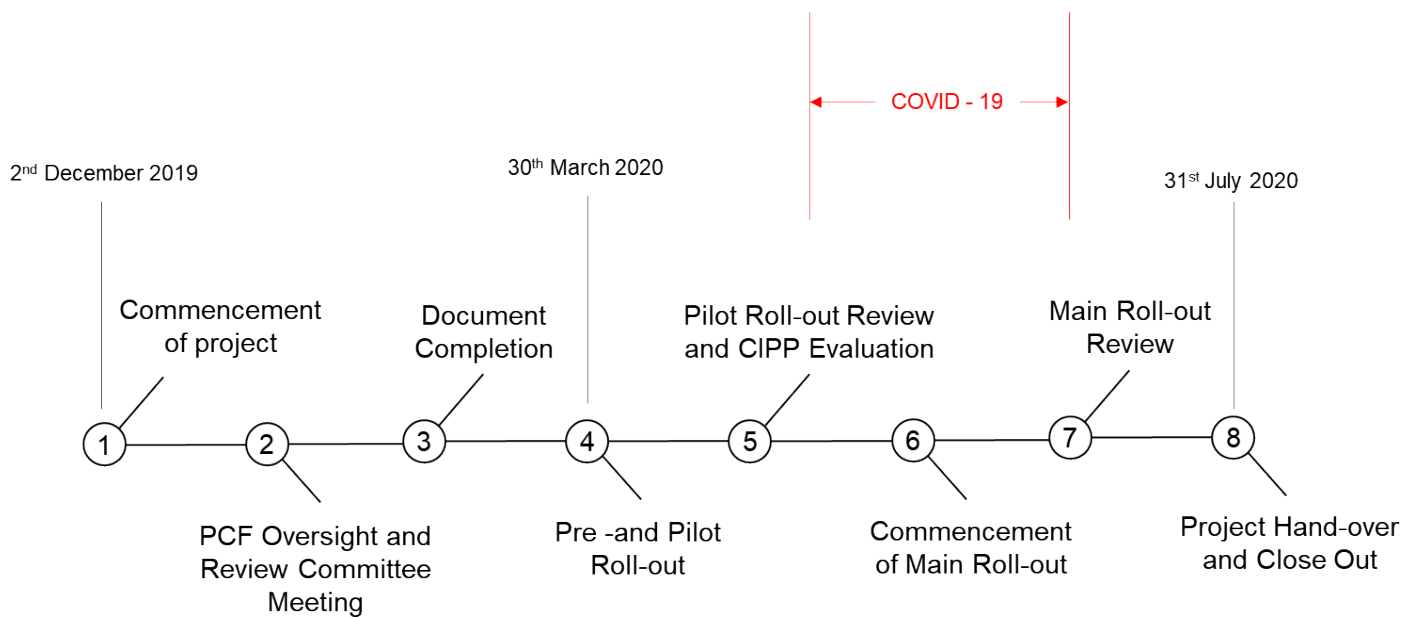 COVID - 19
2nd December 2019
30th March 2020
31st July 2020
Commencement
of project
Document
Completion
Pilot Roll-out Review
and CIPP Evaluation
Main Roll-out
Review
1
2
3
4
5
6
7
8
PCF Oversight and
Review Committee
Meeting
Pre -and Pilot
Roll-out
Commencement
of Main Roll-out
Project Hand-over
and Close Out